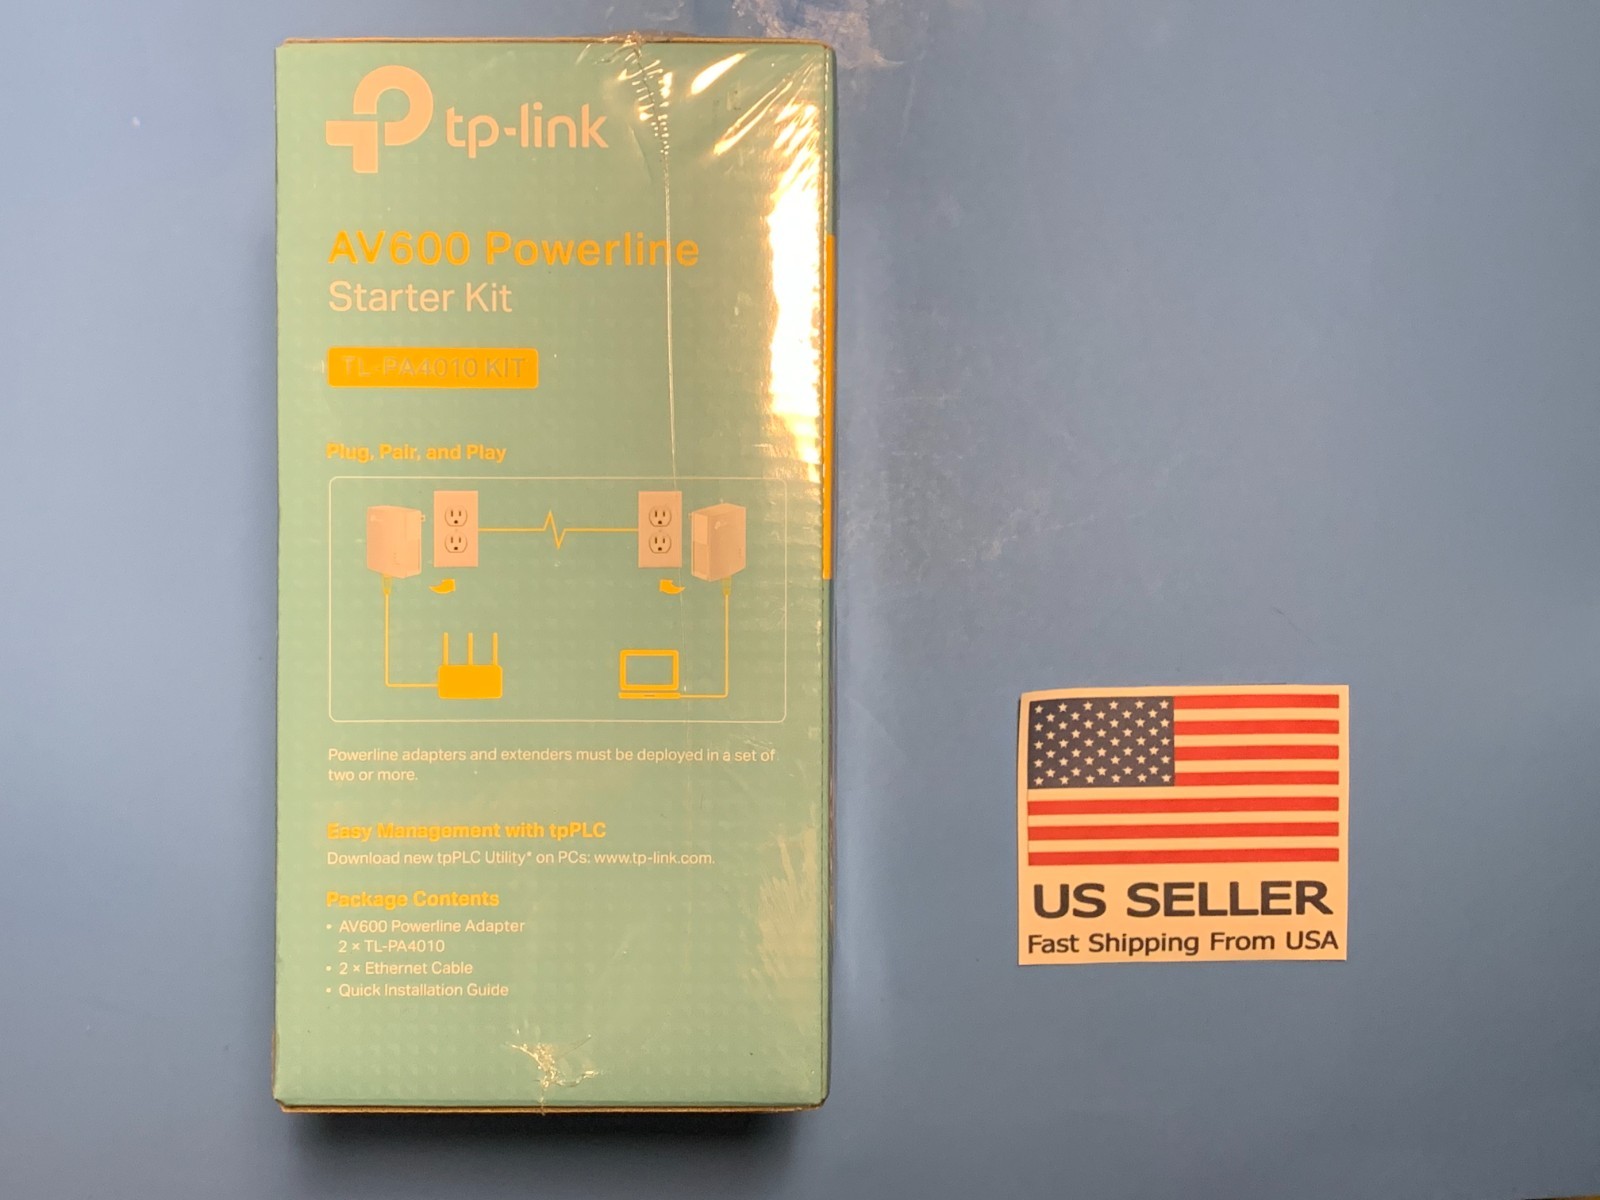 tp-link
AV600 Powerline
Starter Kit
TL-PA4010 KIT
Plug, Pair, and Play
Powerline adapters and extenders must be deployed in a set of
two or more.
Easy Management with tpPLC
Download new tpPLC Utility* on PCs: www.tp-link.com.
Package Contents
• AV600 Powerline Adapter
2 × TL-PA4010
• 2 × Ethernet Cable
• Quick Installation Guide
US SELLER
Fast Shipping From USA